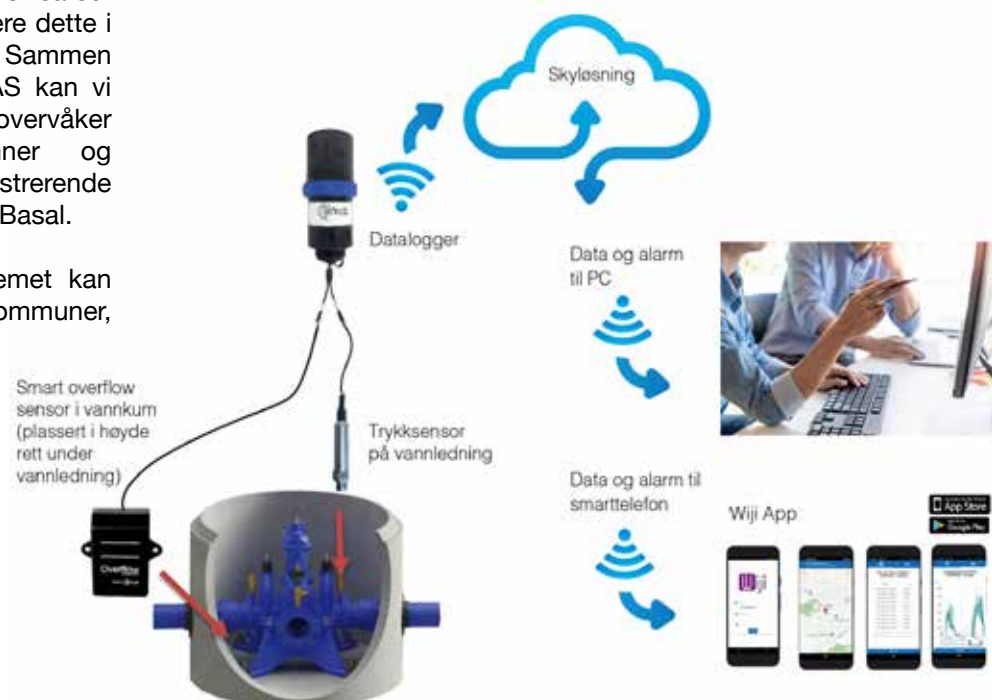 ere dette i
Sammen
AS kan vi
overvåker
nner og
strerende
Basal.
emet kan
ommuner,
Skyløsning
Datalogger
Data og alarm
til PC
Smart overflow
sensor i vannkum
(plassert i høyde
rett under
vannledning)
Trykksensor
på vannledning
Overflow
Data og alarm til
smarttelefon
Wiji App
App Store
Google Play